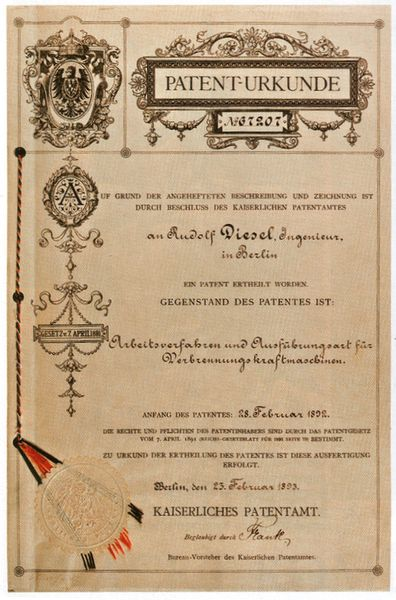 PATENT-URKUNDE
№ 67207
AUF GRUND DER ANGEHEFTETEN BESCHREIBUNG UND ZEICHNUNG IST
DURCH BESCHLUSS DES KAISERLICHEN PATENTAMTES
an Rudolf Diesel, Ingenieur,
in Berlin
EIN PATENT ERTHEILT WORDEN.
GEGENSTAND DES PATENTES IST:
GESETZ v. 7. APRIL 1891
Arbeitsverfahren und Ausführungsart für
Verbrennungskraftmaschinen.
ANFANG DES PATENTES: 28. Februar 1892.
DIE RECHTE UND PFLICHTEN DES PATENTINHABERS SIND DURCH DAS PATENTGESETZ
VOM 7. APRIL 1891 (REICHS-GESETZBLATT FÜR 1891 SEITE 79) BESTIMMT.
ZU URKUND DER ERTHEILUNG DES PATENTES IST DIESE AUSFERTIGUNG
ERFOLGT.
Berlin, den 23. Februar 1893.
KAISERLICHES PATENTAMT.
Beglaubigt durch
Bureau-Vorsteher des Kaiserlichen Patentamtes.